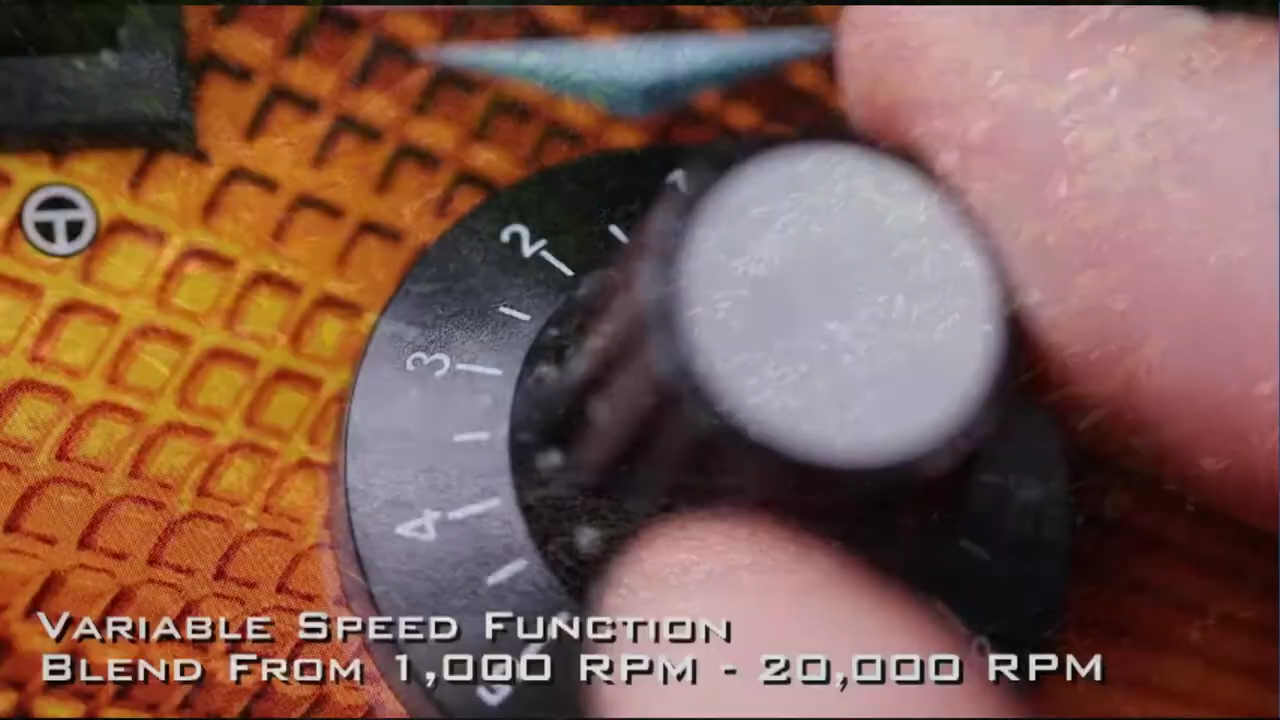 2
3
4
Variable Speed Function
Blend From 1,000 RPM - 20,000 RPM